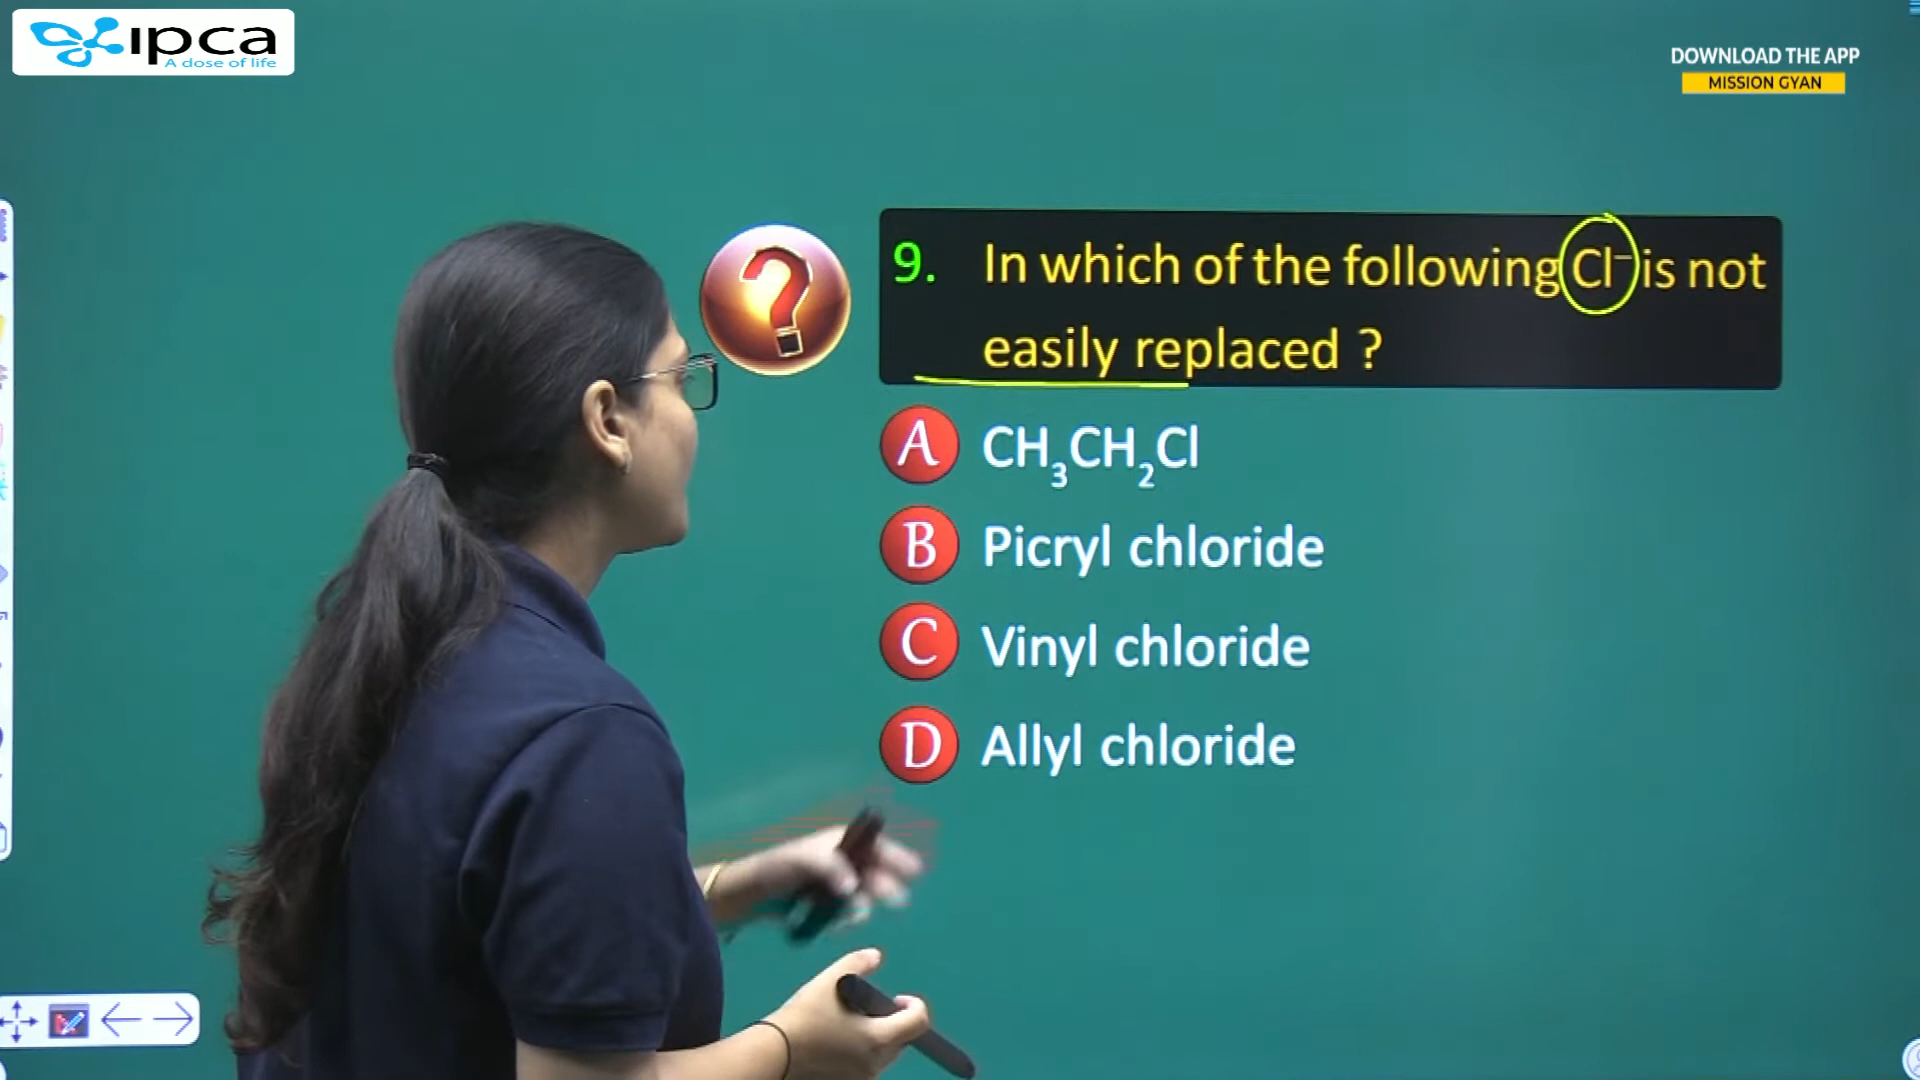 ipca
A dose of life
DOWNLOAD THE APP
MISSION GYAN
9. In which of the following Cl⁻ is not
easily replaced ?
A CH₃CH₂Cl
B Picryl chloride
C Vinyl chloride
D Allyl chloride